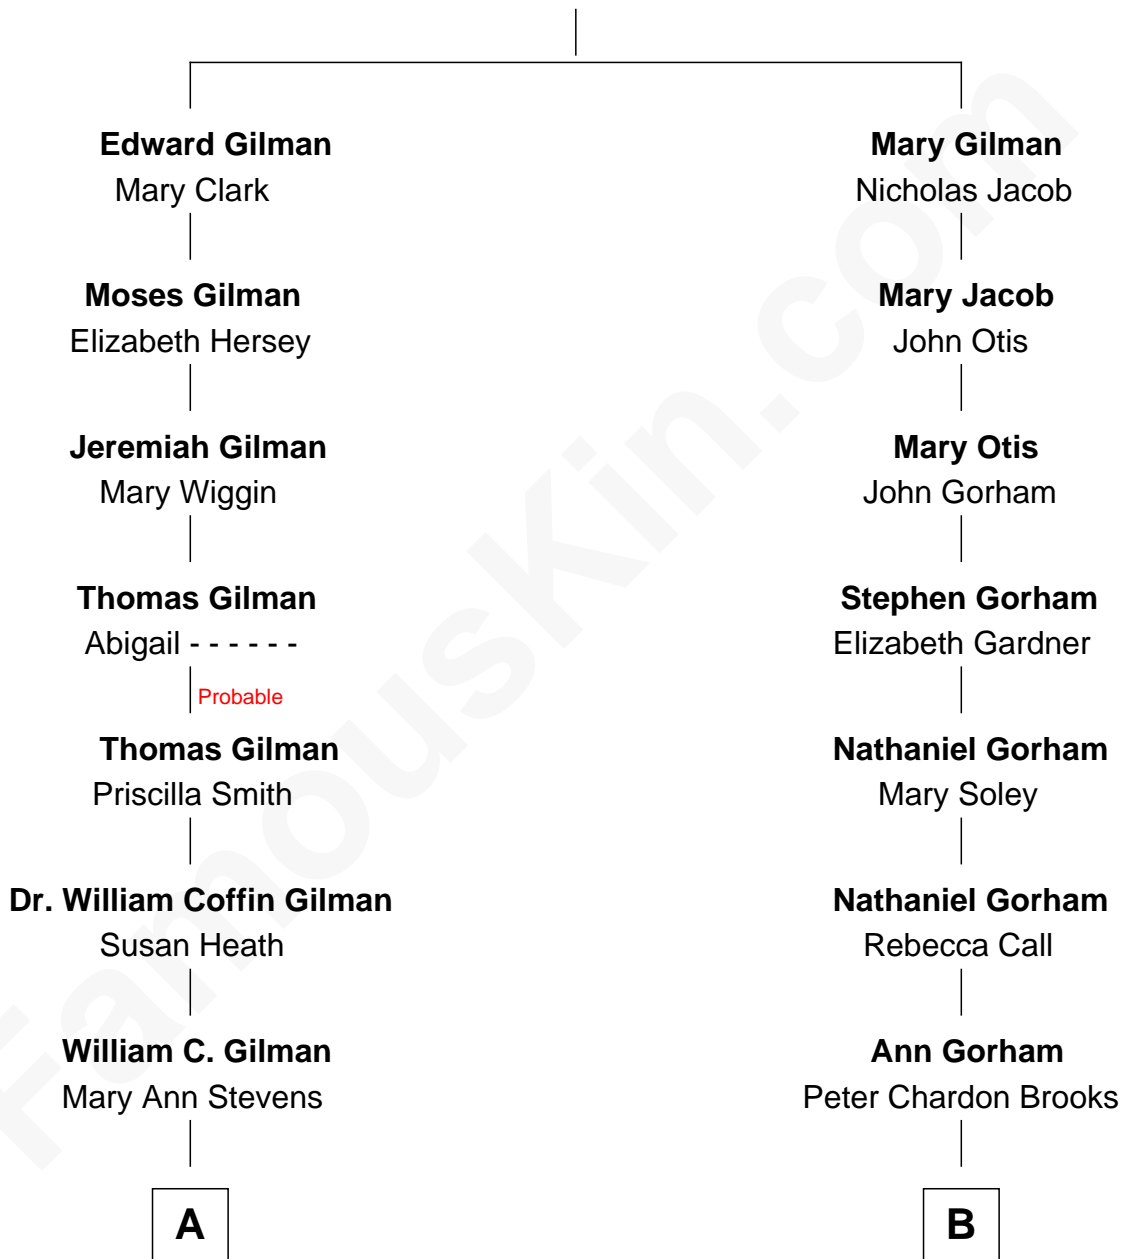 Edward Gilman
Mary Clark
Moses Gilman
Elizabeth Hersey
Jeremiah Gilman
Mary Wiggin
Thomas Gilman
Abigail - - - - - -
Probable
Thomas Gilman
Priscilla Smith
Dr. William Coffin Gilman
Susan Heath
William C. Gilman
Mary Ann Stevens
A
Mary Gilman
Nicholas Jacob
Mary Jacob
John Otis
Mary Otis
John Gorham
Stephen Gorham
Elizabeth Gardner
Nathaniel Gorham
Mary Soley
Nathaniel Gorham
Rebecca Call
Ann Gorham
Peter Chardon Brooks
B
FamousKin.com